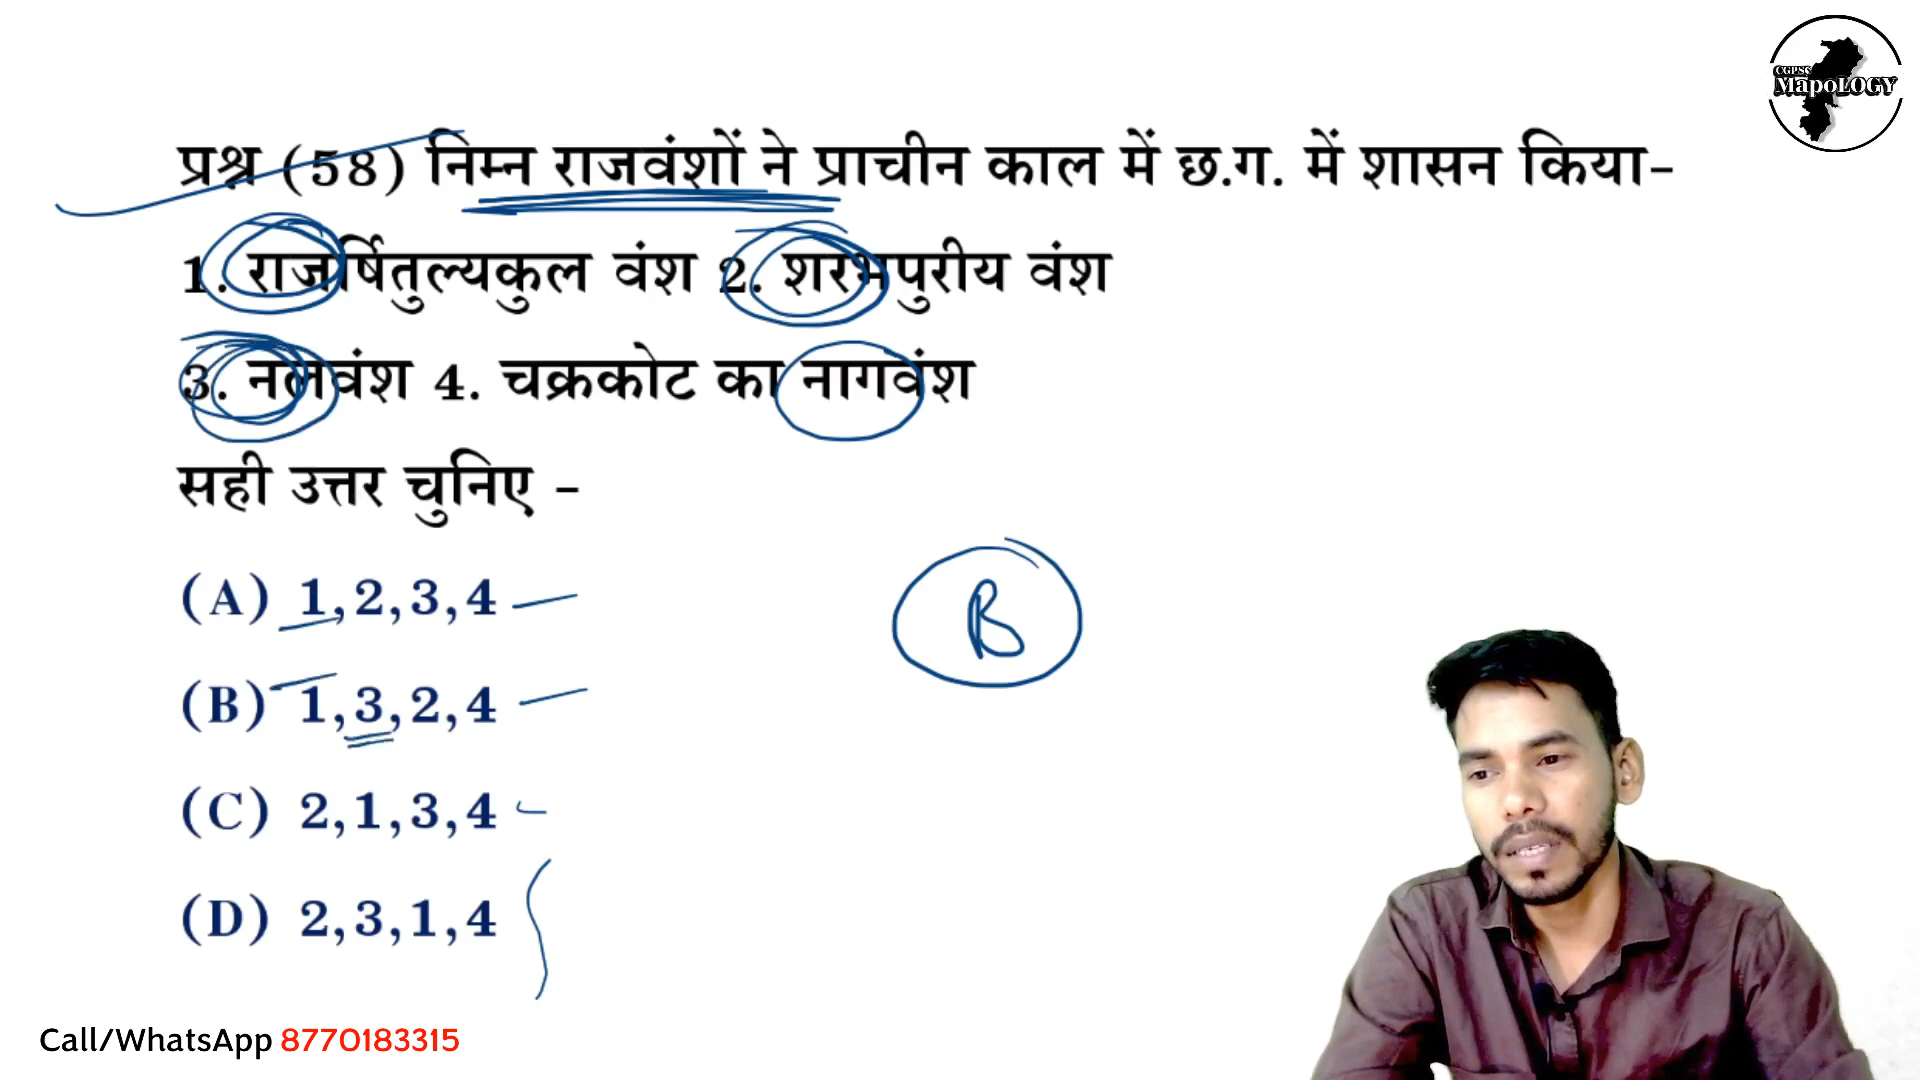 CGPSC
MapoLOGY
प्रश्न (58) निम्न राजवंशों ने प्राचीन काल में छ.ग. में शासन किया-
1. राजर्षितुल्यकुल वंश 2. शरभपुरीय वंश
3. नलवंश 4. चक्रकोट का नागवंश
सही उत्तर चुनिए -
(A) 1,2,3,4
(B) 1,3,2,4
B
(C) 2,1,3,4
(D) 2,3,1,4
Call/WhatsApp 8770183315